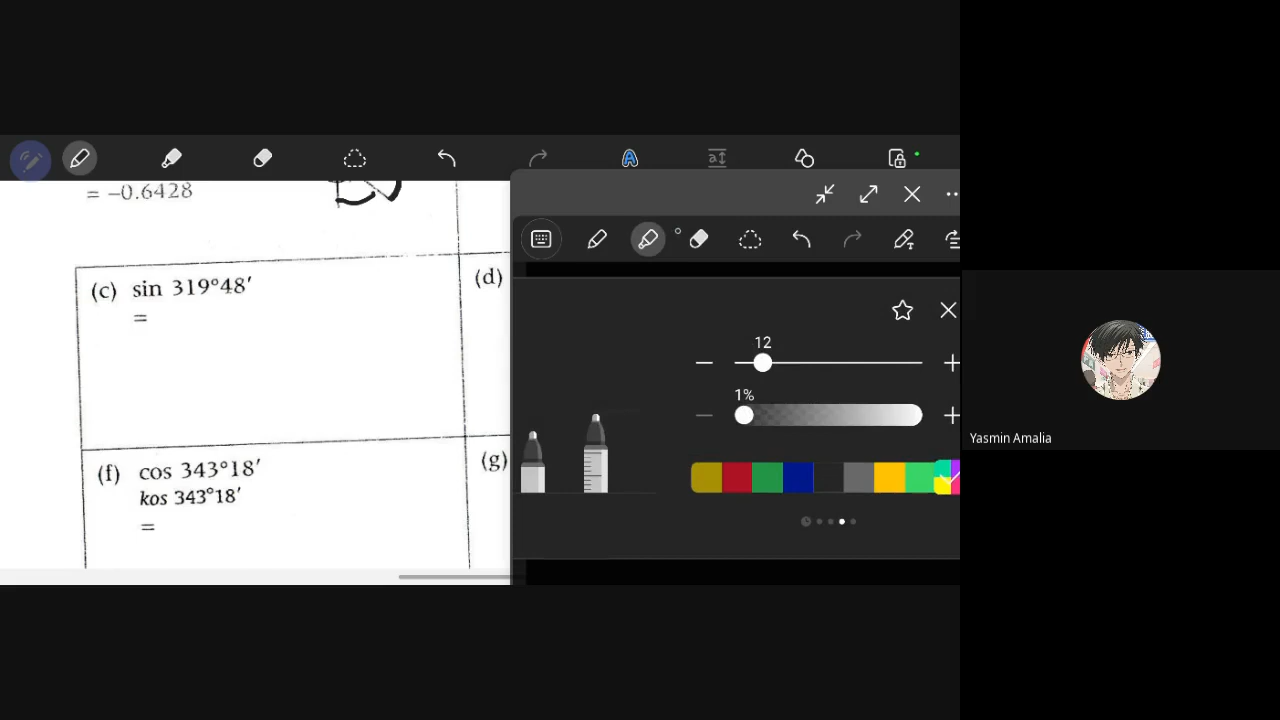 = −0.6428
(c) sin 319°48′
=
(d)
(f) cos 343°18′
kos 343°18′
=
(g)
12
1%
Yasmin Amalia